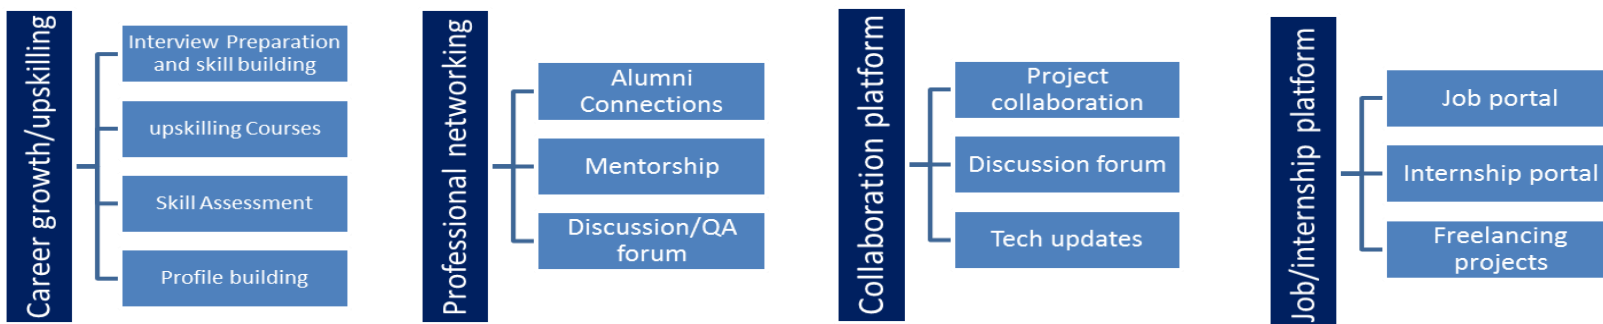 Career growth/upskilling
Interview Preparation
and skill building
upskilling Courses
Skill Assessment
Profile building
Professional networking
Alumni
Connections
Mentorship
Discussion/QA
forum
Collaboration platform
Project
collaboration
Discussion forum
Tech updates
Job/internship platform
Job portal
Internship portal
Freelancing
projects